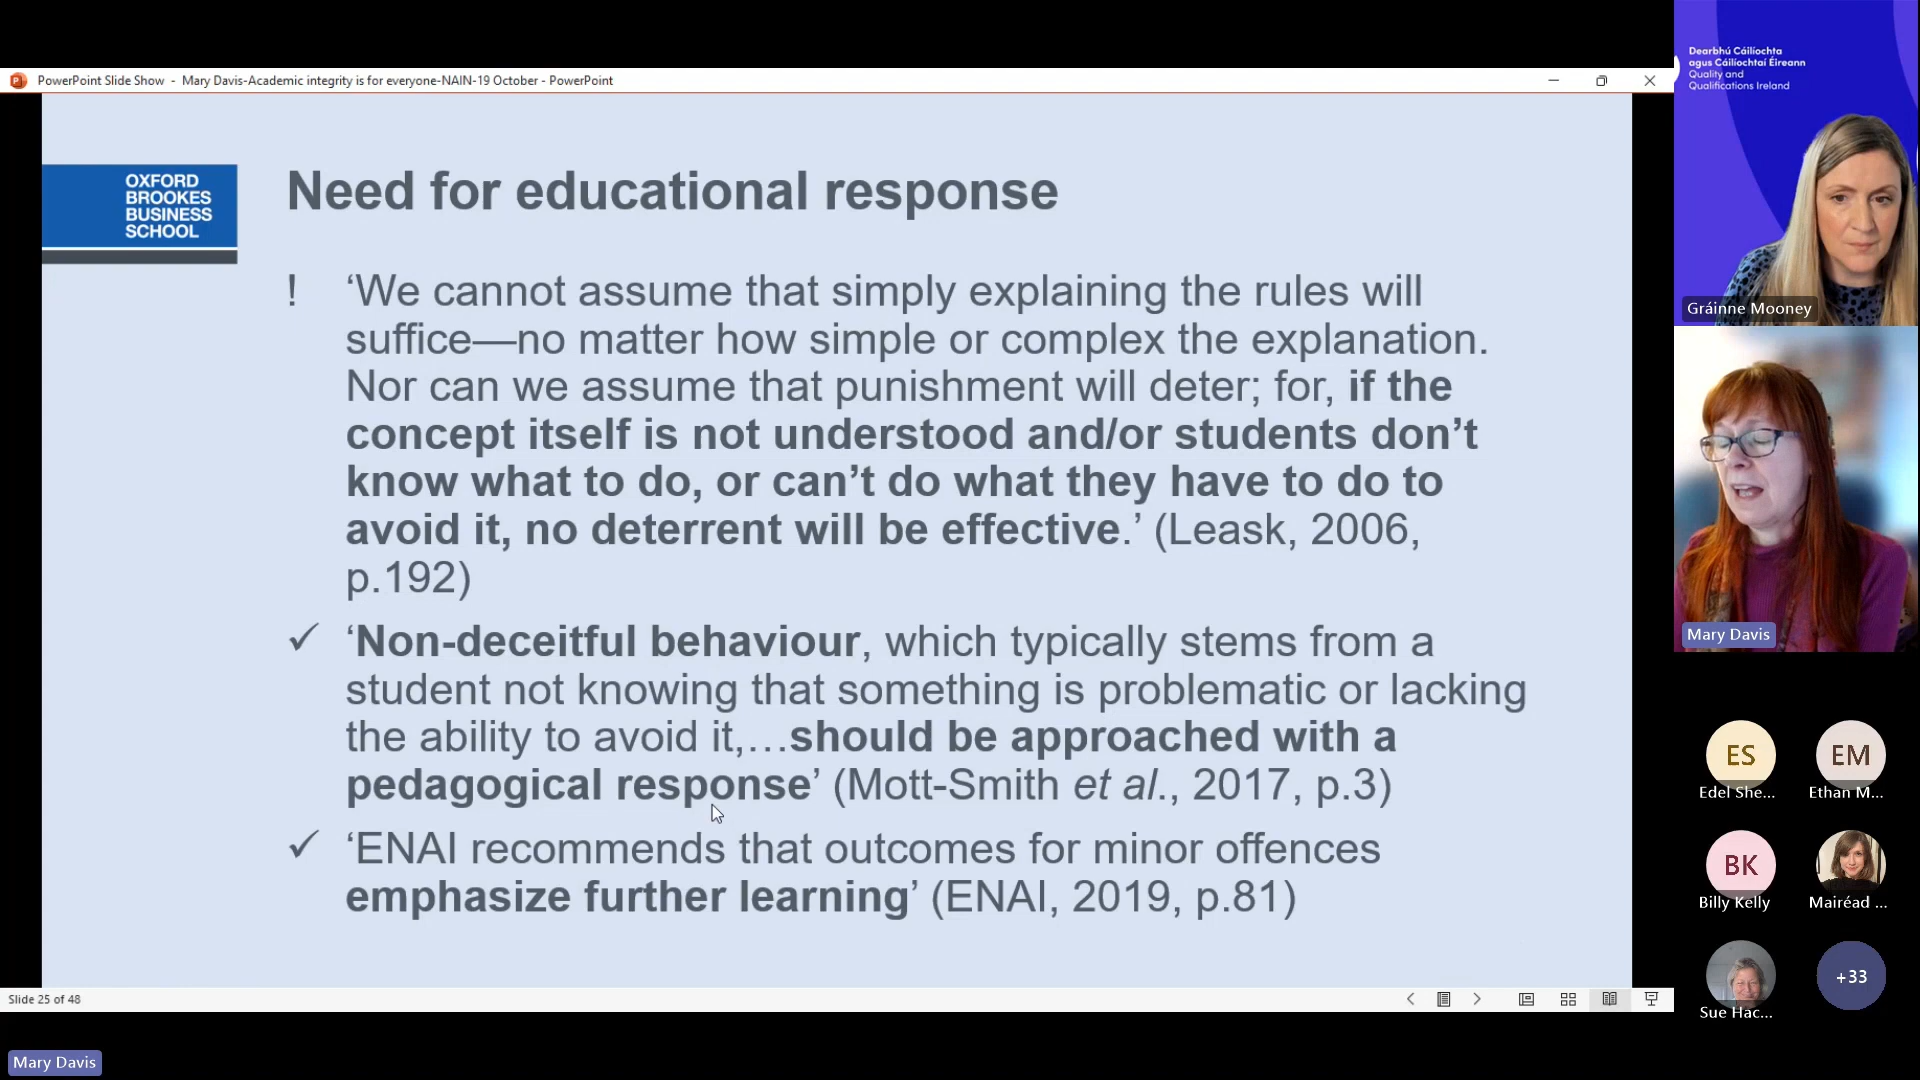 PowerPoint Slide Show - Mary Davis-Academic integrity is for everyone-NAIN-19 October - PowerPoint
OXFORD
BROOKES
BUSINESS
SCHOOL
Need for educational response
! ‘We cannot assume that simply explaining the rules will
suffice—no matter how simple or complex the explanation.
Nor can we assume that punishment will deter; for, if the
concept itself is not understood and/or students don’t
know what to do, or can’t do what they have to do to
avoid it, no deterrent will be effective.’ (Leask, 2006,
p.192)
✓ ‘Non-deceitful behaviour, which typically stems from a
student not knowing that something is problematic or lacking
the ability to avoid it,…should be approached with a
pedagogical response’ (Mott-Smith et al., 2017, p.3)
✓ ‘ENAI recommends that outcomes for minor offences
emphasize further learning’ (ENAI, 2019, p.81)
Slide 25 of 48
Mary Davis
Dearbhú Cáilíochta
agus Cáilíochtaí Éireann
Quality and
Qualifications Ireland
Gráinne Mooney
Mary Davis
ES
Edel She...
EM
Ethan M...
BK
Billy Kelly
Mairéad ...
Sue Hac...
+33